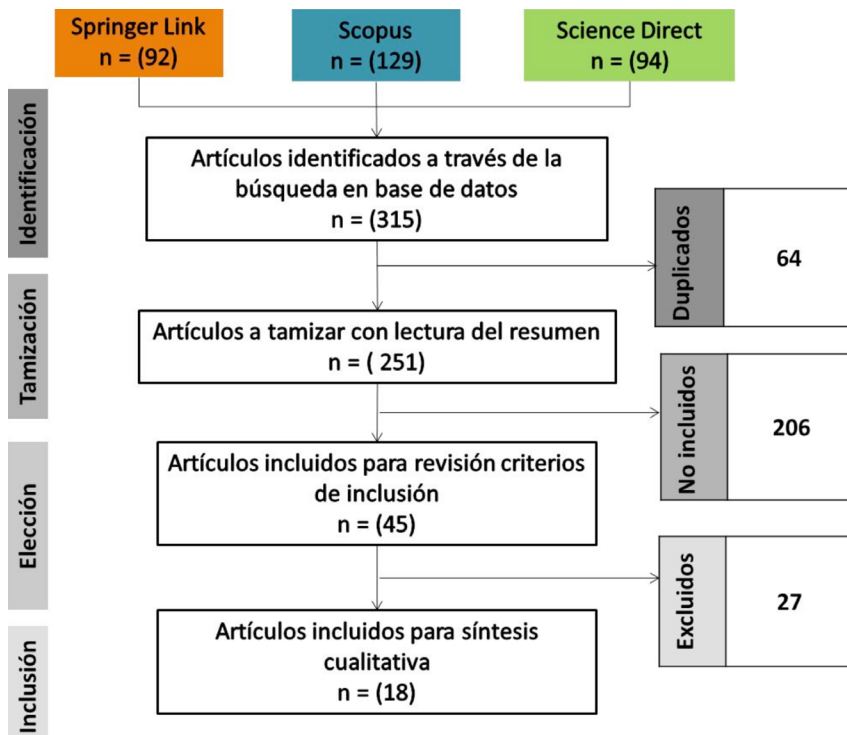 Springer Link
n = (92)
Scopus
n = (129)
Science Direct
n = (94)
Identificación
Artículos identificados a través de la
búsqueda en base de datos
n = (315)
Duplicados
64
Tamización
Artículos a tamizar con lectura del resumen
n = ( 251)
No incluidos
206
Elección
Artículos incluidos para revisión criterios
de inclusión
n = (45)
Excluidos
27
Inclusión
Artículos incluidos para síntesis
cualitativa
n = (18)